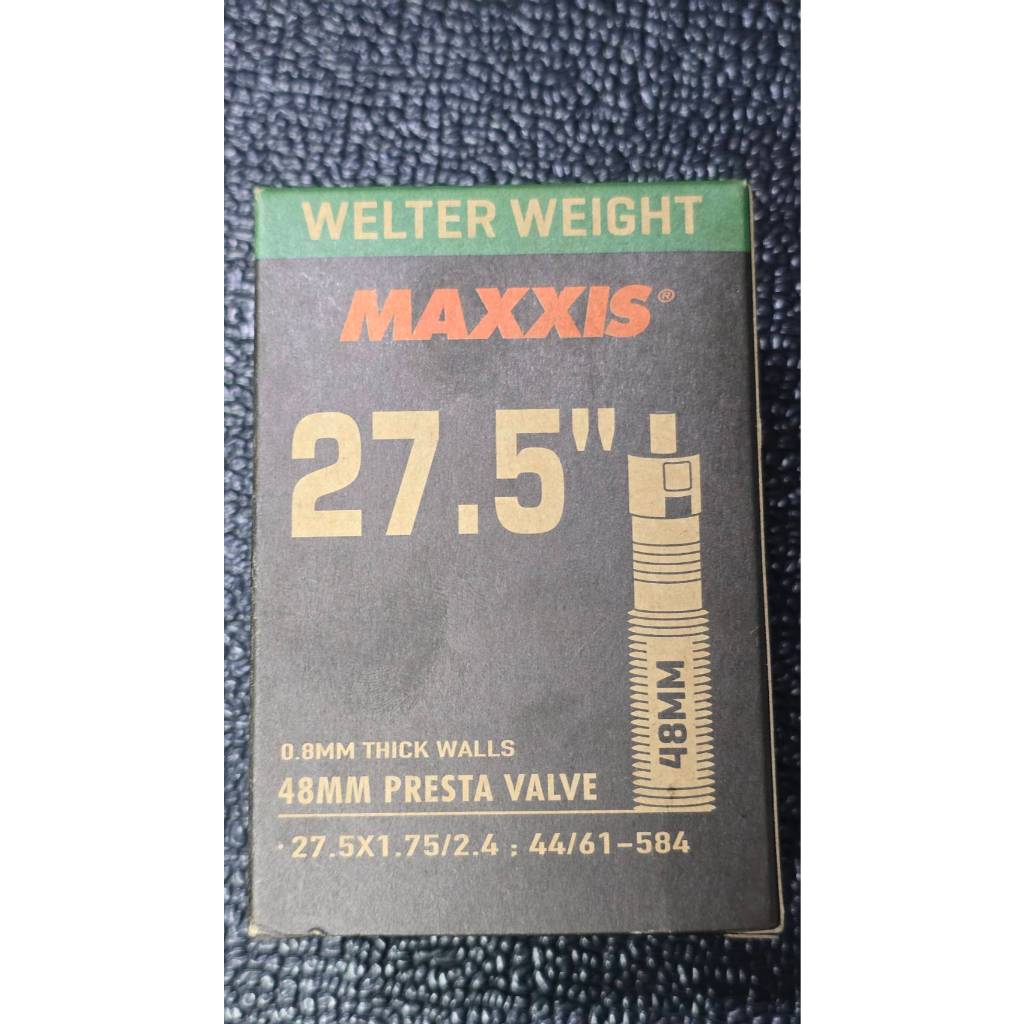 WELTER WEIGHT
MAXXIS®
27.5"
48MM
0.8MM THICK WALLS
48MM PRESTA VALVE
· 27.5X1.75/2.4 ; 44/61-584